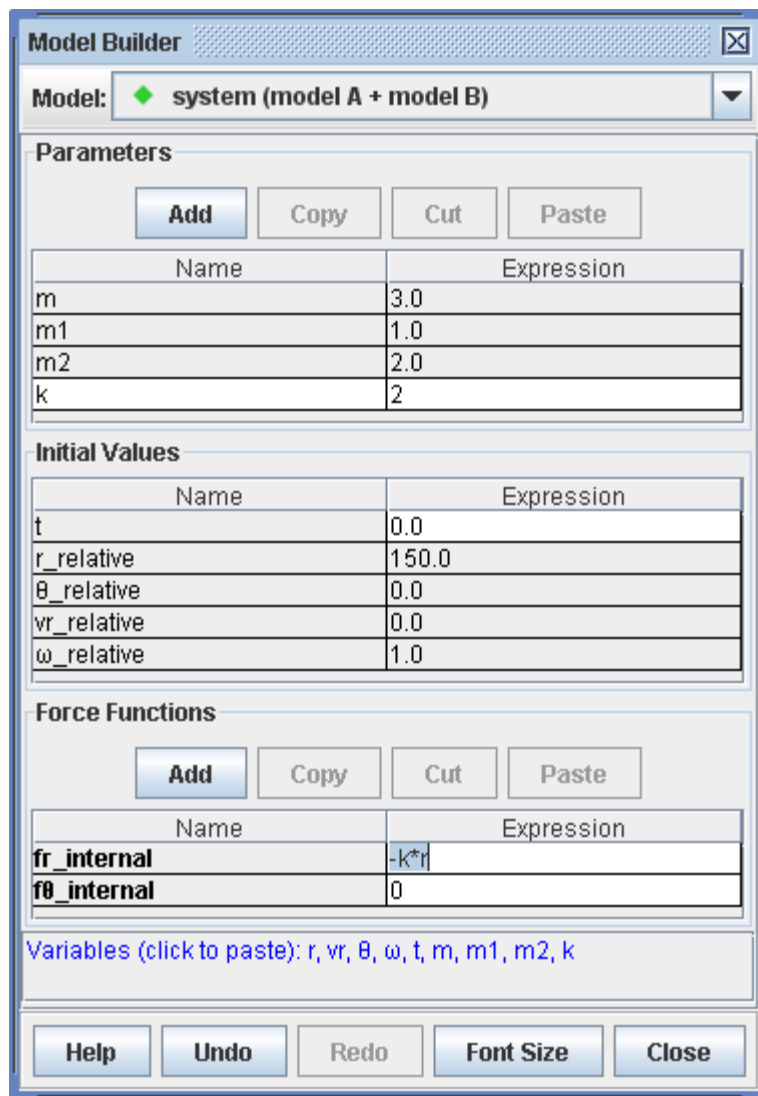 Model Builder
Model: system (model A + model B)
Parameters
Add Copy Cut Paste
Name Expression
m 3.0
m1 1.0
m2 2.0
k 2
Initial Values
Name Expression
t 0.0
r_relative 150.0
θ_relative 0.0
vr_relative 0.0
ω_relative 1.0
Force Functions
Add Copy Cut Paste
Name Expression
fr_internal -k*r
fθ_internal 0
Variables (click to paste): r, vr, θ, ω, t, m, m1, m2, k
Help Undo Redo Font Size Close